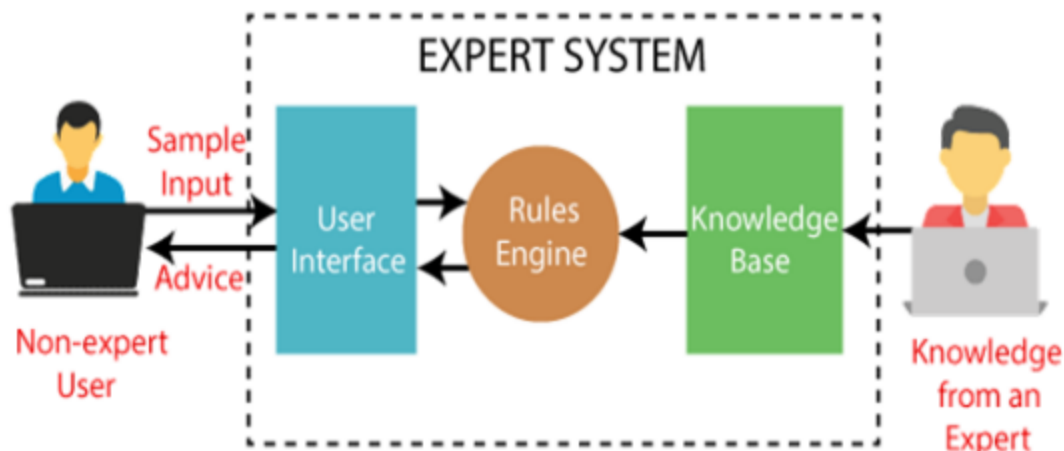 EXPERT SYSTEM
Sample
Input
Advice
Non-expert
User
User
Interface
Rules
Engine
Knowledge
Base
Knowledge
from an
Expert